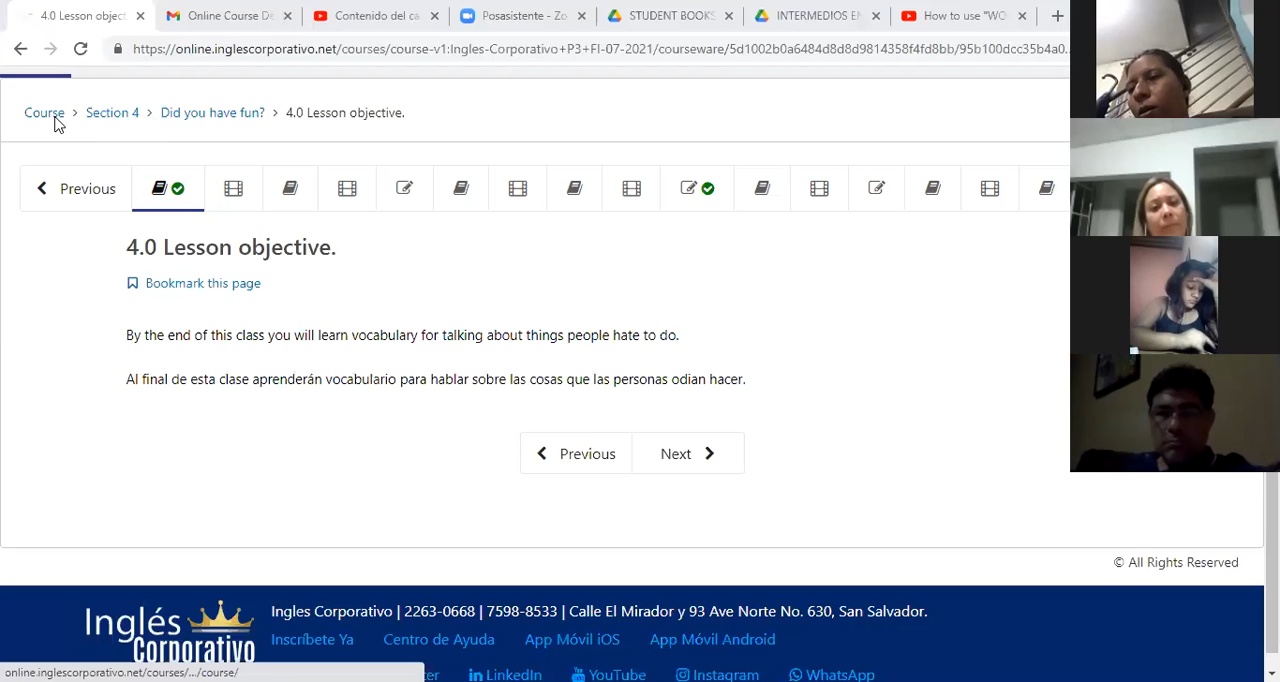 4.0 Lesson object
Online Course De
Contenido del ca
Posasistente - Zo
STUDENT BOOKS
INTERMEDIOS EN
How to use "WO
https://online.inglescorporativo.net/courses/course-v1:Ingles-Corporativo+P3+FI-07-2021/courseware/5d1002b0a6484d8d8d9814358f4fd8bb/95b100dcc35b4a0...
Course > Section 4 > Did you have fun? > 4.0 Lesson objective.
Previous
4.0 Lesson objective.
Bookmark this page
By the end of this class you will learn vocabulary for talking about things people hate to do.
Al final de esta clase aprenderán vocabulario para hablar sobre las cosas que las personas odian hacer.
Previous Next
© All Rights Reserved
Inglés Corporativo
Ingles Corporativo | 2263-0668 | 7598-8533 | Calle El Mirador y 93 Ave Norte No. 630, San Salvador.
Inscríbete Ya Centro de Ayuda App Móvil iOS App Móvil Android
ter LinkedIn YouTube Instagram WhatsApp
online.inglescorporativo.net/courses/.../course/